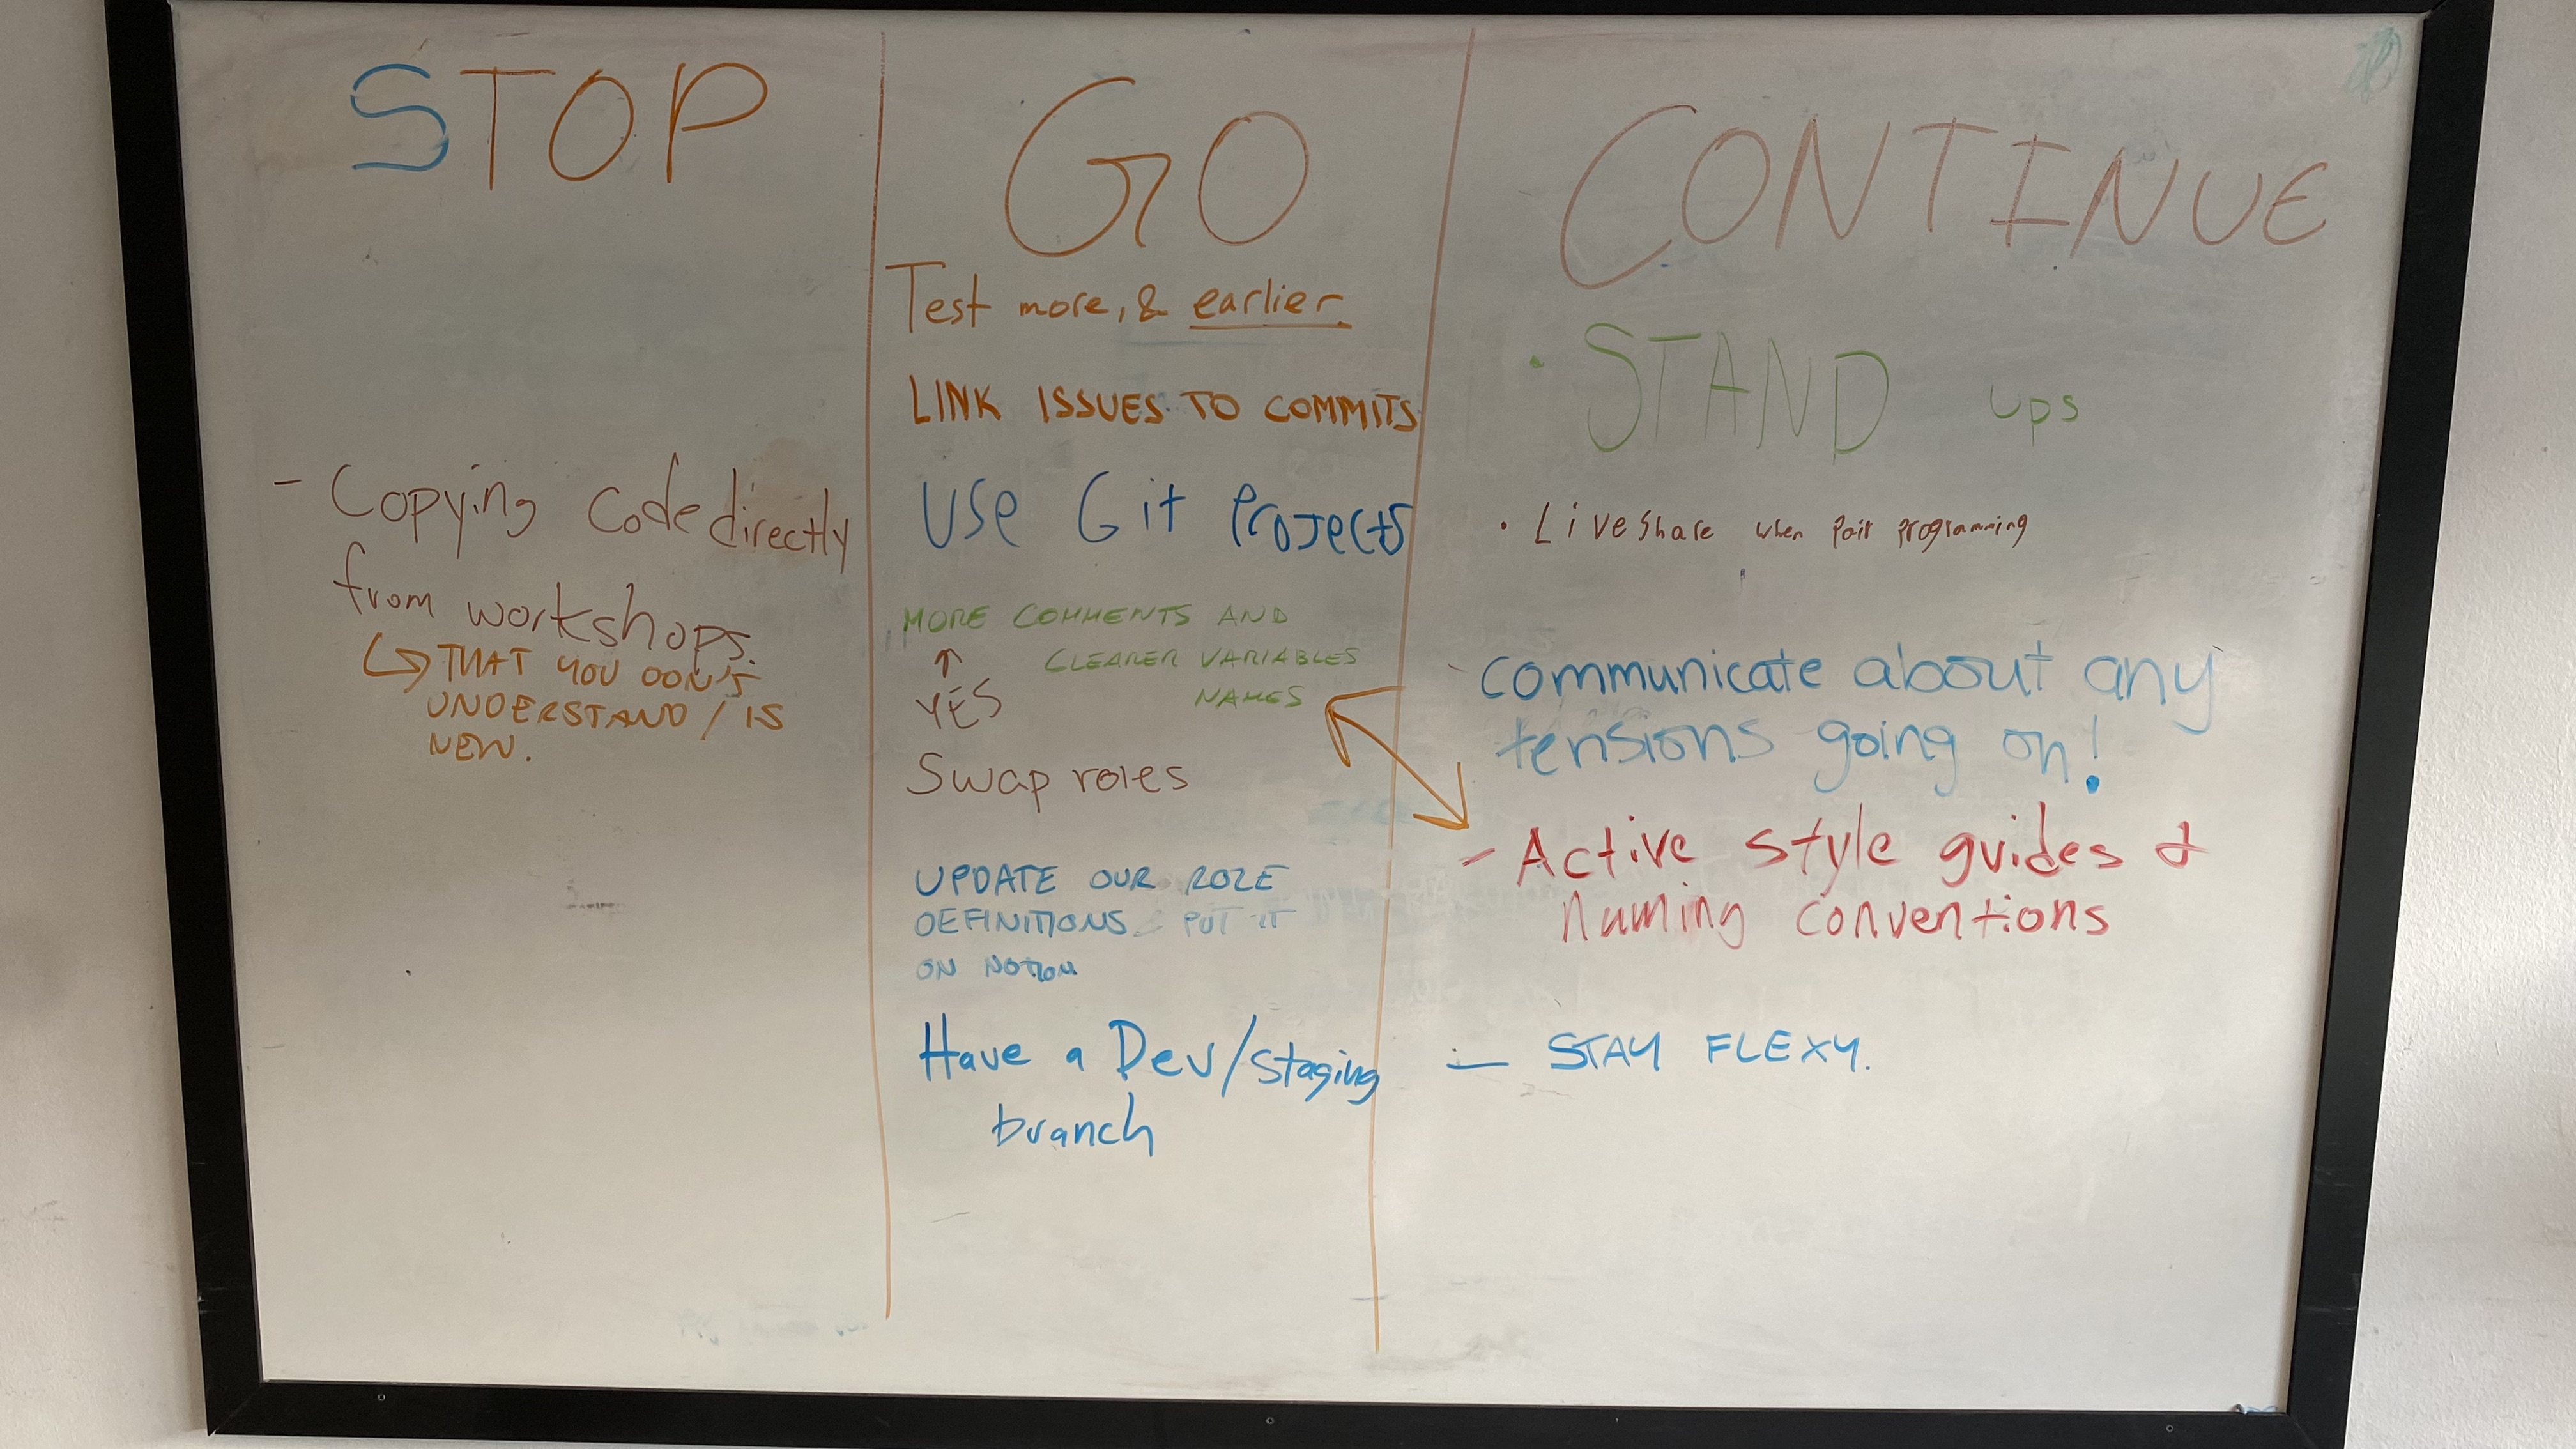 STOP
- Copying code directly
from workshops.
↳ THAT YOU DON'T
UNDERSTAND / IS
NEW.
GO
Test more, & earlier.
LINK ISSUES TO COMMITS
USE Git Projects
MORE COMMENTS AND
CLEARER VARIABLES
NAMES
↑
YES
Swap roles
UPDATE OUR ROLE
DEFINITIONS & PUT IT
ON NOTION
Have a Dev/staging
branch
CONTINUE
· STAND ups
· LiveShare when pair programming
- communicate about any
tensions going on!
- Active style guides &
Naming conventions
- STAY FLEXY.